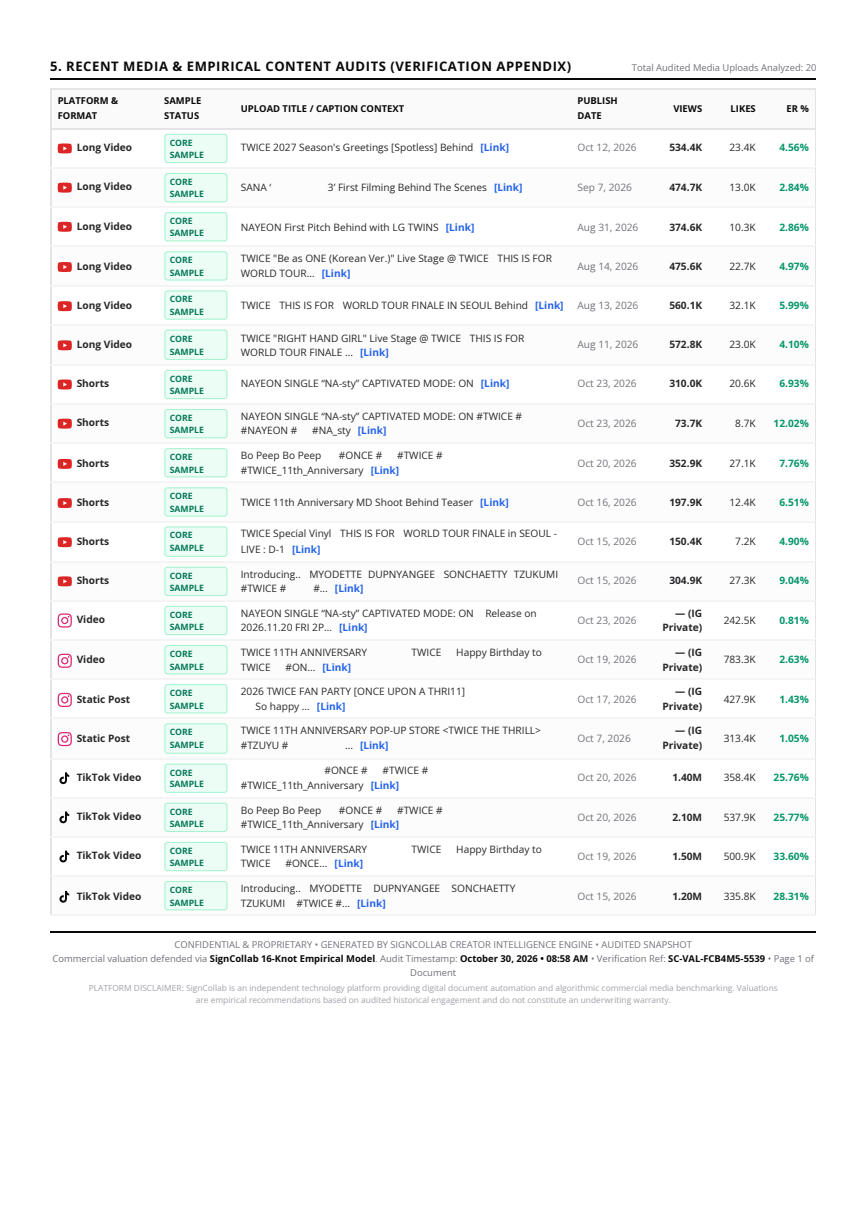 5. RECENT MEDIA & EMPIRICAL CONTENT AUDITS (VERIFICATION APPENDIX) Total Audited Media Uploads Analyzed: 20
PLATFORM & FORMAT SAMPLE STATUS UPLOAD TITLE / CAPTION CONTEXT PUBLISH DATE VIEWS LIKES ER %
Long Video CORE SAMPLE TWICE 2027 Season's Greetings [Spotless] Behind [Link] Oct 12, 2026 534.4K 23.4K 4.56%
Long Video CORE SAMPLE SANA ‘ 3’ First Filming Behind The Scenes [Link] Sep 7, 2026 474.7K 13.0K 2.84%
Long Video CORE SAMPLE NAYEON First Pitch Behind with LG TWINS [Link] Aug 31, 2026 374.6K 10.3K 2.86%
Long Video CORE SAMPLE TWICE "Be as ONE (Korean Ver.)" Live Stage @ TWICE THIS IS FOR WORLD TOUR... [Link] Aug 14, 2026 475.6K 22.7K 4.97%
Long Video CORE SAMPLE TWICE THIS IS FOR WORLD TOUR FINALE IN SEOUL Behind [Link] Aug 13, 2026 560.1K 32.1K 5.99%
Long Video CORE SAMPLE TWICE "RIGHT HAND GIRL" Live Stage @ TWICE THIS IS FOR WORLD TOUR FINALE ... [Link] Aug 11, 2026 572.8K 23.0K 4.10%
Shorts CORE SAMPLE NAYEON SINGLE “NA-sty” CAPTIVATED MODE: ON [Link] Oct 23, 2026 310.0K 20.6K 6.93%
Shorts CORE SAMPLE NAYEON SINGLE “NA-sty” CAPTIVATED MODE: ON #TWICE # #NAYEON # #NA_sty [Link] Oct 23, 2026 73.7K 8.7K 12.02%
Shorts CORE SAMPLE Bo Peep Bo Peep #ONCE # #TWICE # #TWICE_11th_Anniversary [Link] Oct 20, 2026 352.9K 27.1K 7.76%
Shorts CORE SAMPLE TWICE 11th Anniversary MD Shoot Behind Teaser [Link] Oct 16, 2026 197.9K 12.4K 6.51%
Shorts CORE SAMPLE TWICE Special Vinyl THIS IS FOR WORLD TOUR FINALE in SEOUL - LIVE : D-1 [Link] Oct 15, 2026 150.4K 7.2K 4.90%
Shorts CORE SAMPLE Introducing.. MYODETTE DUPNYANGEE SONCHAETTY TZUKUMI #TWICE # #... [Link] Oct 15, 2026 304.9K 27.3K 9.04%
Video CORE SAMPLE NAYEON SINGLE “NA-sty” CAPTIVATED MODE: ON Release on 2026.11.20 FRI 2P... [Link] Oct 23, 2026 — (IG Private) 242.5K 0.81%
Video CORE SAMPLE TWICE 11TH ANNIVERSARY TWICE Happy Birthday to TWICE #ON... [Link] Oct 19, 2026 — (IG Private) 783.3K 2.63%
Static Post CORE SAMPLE 2026 TWICE FAN PARTY [ONCE UPON A THRI11] So happy ... [Link] Oct 17, 2026 — (IG Private) 427.9K 1.43%
Static Post CORE SAMPLE TWICE 11TH ANNIVERSARY POP-UP STORE <TWICE THE THRILL> #TZUYU # ... [Link] Oct 7, 2026 — (IG Private) 313.4K 1.05%
TikTok Video CORE SAMPLE #ONCE # #TWICE # #TWICE_11th_Anniversary [Link] Oct 20, 2026 1.40M 358.4K 25.76%
TikTok Video CORE SAMPLE Bo Peep Bo Peep #ONCE # #TWICE # #TWICE_11th_Anniversary [Link] Oct 20, 2026 2.10M 537.9K 25.77%
TikTok Video CORE SAMPLE TWICE 11TH ANNIVERSARY TWICE Happy Birthday to TWICE #ONCE... [Link] Oct 19, 2026 1.50M 500.9K 33.60%
TikTok Video CORE SAMPLE Introducing.. MYODETTE DUPNYANGEE SONCHAETTY TZUKUMI #TWICE #... [Link] Oct 15, 2026 1.20M 335.8K 28.31%
CONFIDENTIAL & PROPRIETARY • GENERATED BY SIGNCOLLAB CREATOR INTELLIGENCE ENGINE • AUDITED SNAPSHOT
Commercial valuation defended via SignCollab 16-Knot Empirical Model. Audit Timestamp: October 30, 2026 • 08:58 AM • Verification Ref: SC-VAL-FCB4M5-5539 • Page 1 of
Document
PLATFORM DISCLAIMER: SignCollab is an independent technology platform providing digital document automation and algorithmic commercial media benchmarking. Valuations
are empirical recommendations based on audited historical engagement and do not constitute an underwriting warranty.